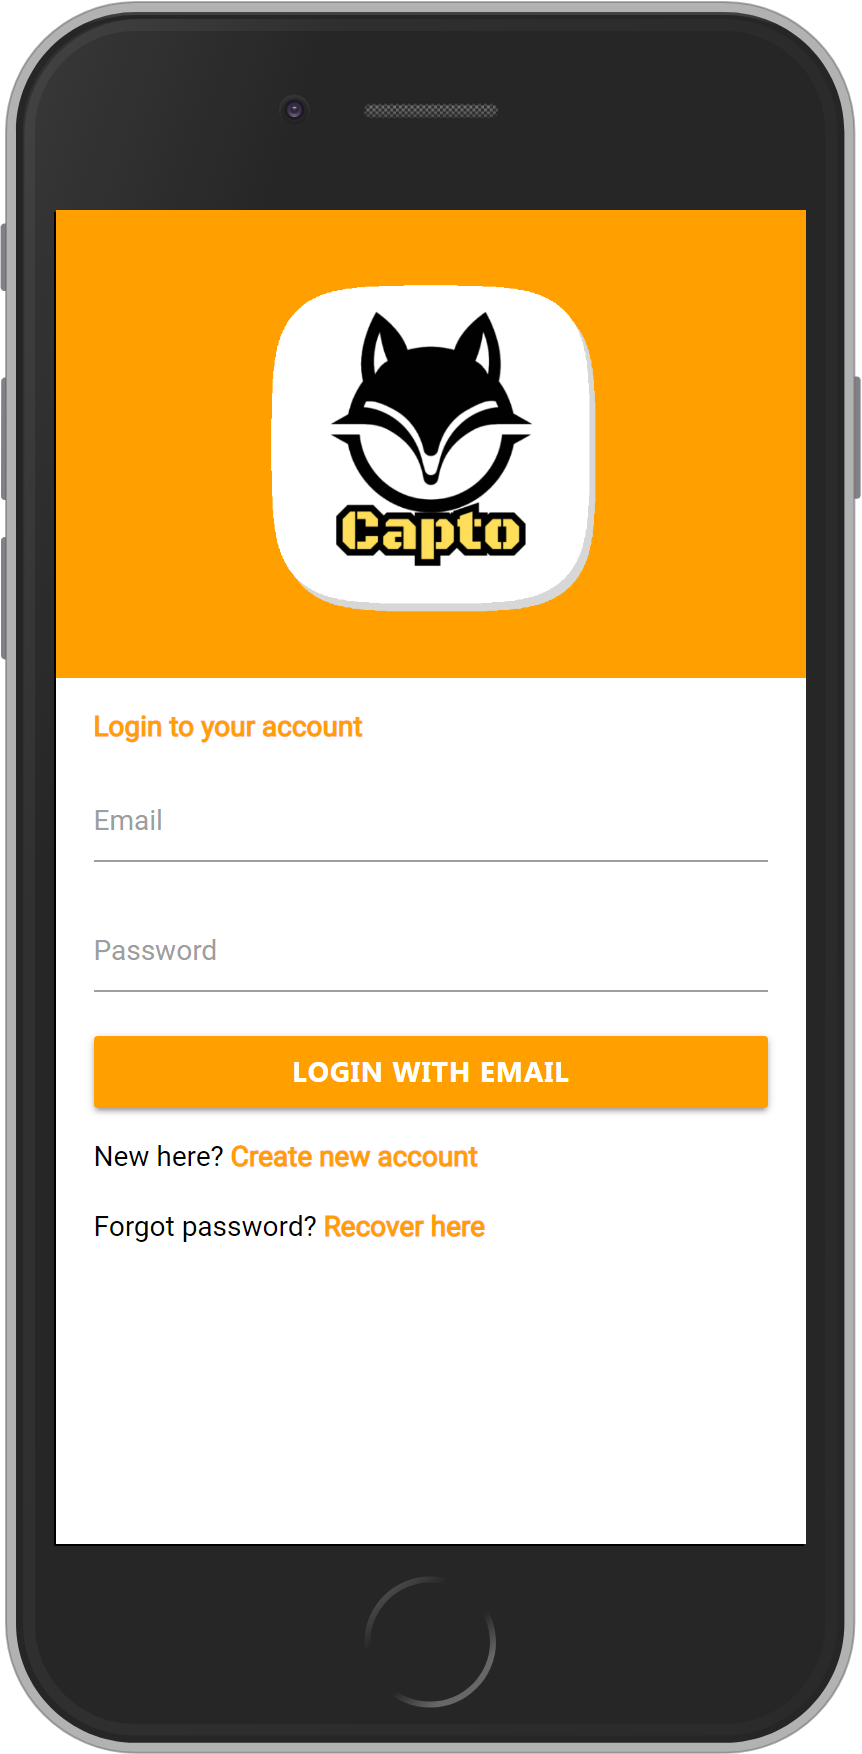 Capto
Login to your account
Email
Password
LOGIN WITH EMAIL
New here? Create new account
Forgot password? Recover here